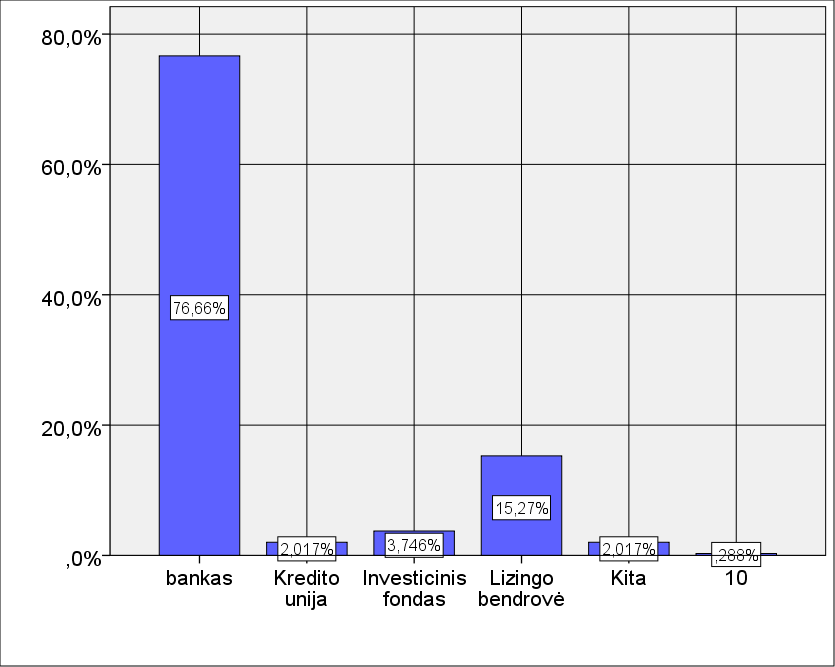 80,0%
60,0%
40,0%
20,0%
,0%
76,66%
2,017%
3,746%
15,27%
2,017%
,288%
bankas
Kredito
unija
Investicinis
fondas
Lizingo
bendrovė
Kita
10